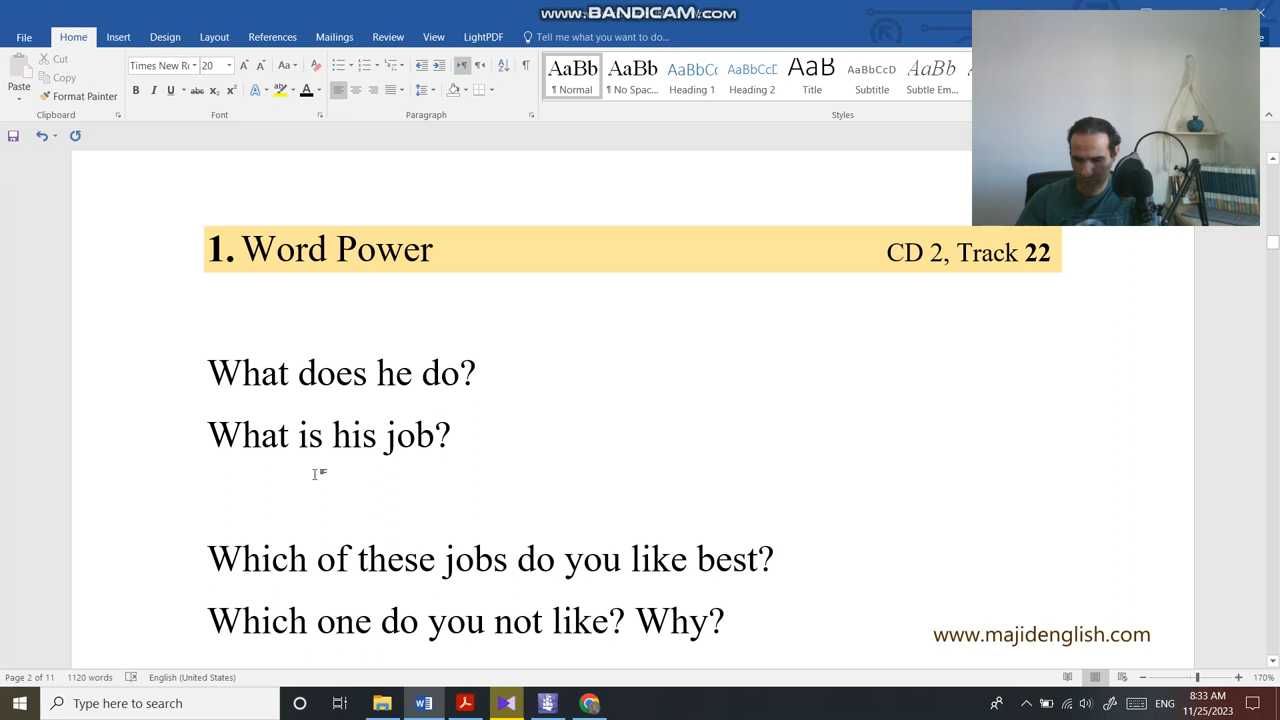 www.BANDICAM.com
File Home Insert Design Layout References Mailings Review View LightPDF Tell me what you want to do...
Cut
Copy
Paste
Format Painter
Clipboard
Times New Ro 20
Font
Paragraph
AaBb AaBb AaBbCc AaBbCcE AaB AaBbCcD AaBb
¶ Normal ¶ No Spac... Heading 1 Heading 2 Title Subtitle Subtle Em...
Styles
1. Word Power CD 2, Track 22
What does he do?
What is his job?
Which of these jobs do you like best?
Which one do you not like? Why?
www.majidenglish.com
Page 2 of 11 1120 words English (United States) 170%
Type here to search
ENG
8:33 AM
11/25/2023